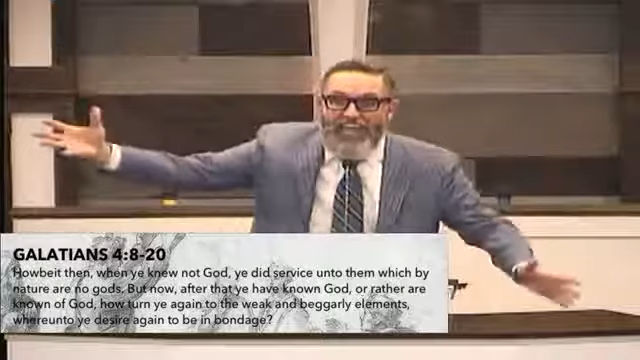 GALATIANS 4:8-20
Howbeit then, when ye knew not God, ye did service unto them which by
nature are no gods. But now, after that ye have known God, or rather are
known of God, how turn ye again to the weak and beggarly elements,
whereunto ye desire again to be in bondage?